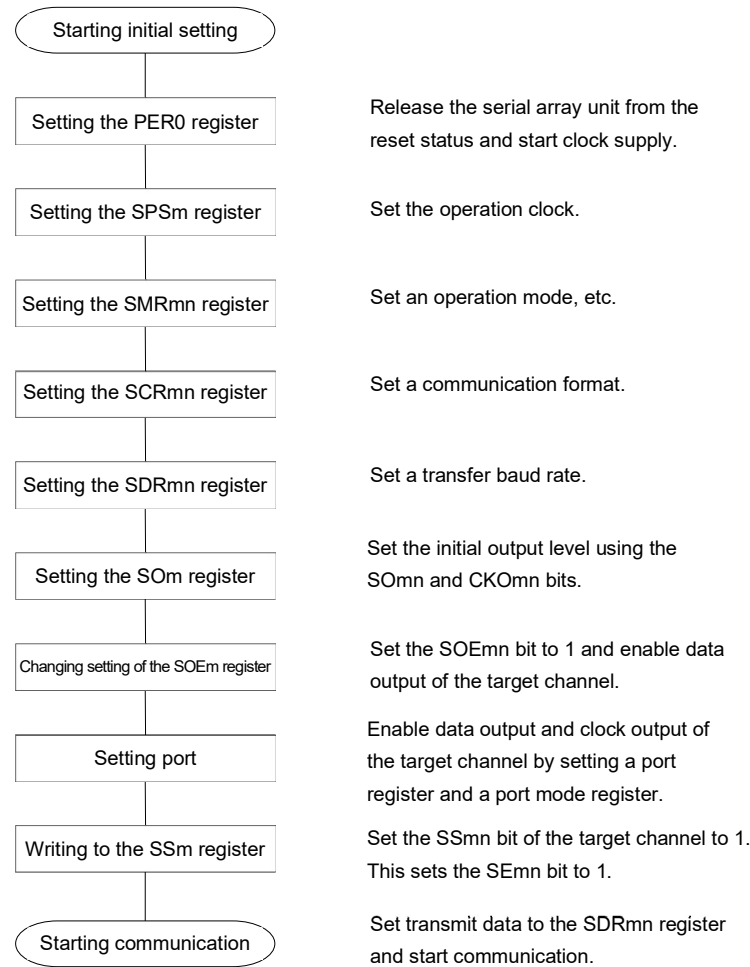 Starting initial setting
Setting the PER0 register
Release the serial array unit from the
reset status and start clock supply.
Setting the SPSm register
Set the operation clock.
Setting the SMRmn register
Set an operation mode, etc.
Setting the SCRmn register
Set a communication format.
Setting the SDRmn register
Set a transfer baud rate.
Setting the SOm register
Set the initial output level using the
SOmn and CKOmn bits.
Changing setting of the SOEm register
Set the SOEmn bit to 1 and enable data
output of the target channel.
Setting port
Enable data output and clock output of
the target channel by setting a port
register and a port mode register.
Writing to the SSm register
Set the SSmn bit of the target channel to 1.
This sets the SEmn bit to 1.
Starting communication
Set transmit data to the SDRmn register
and start communication.